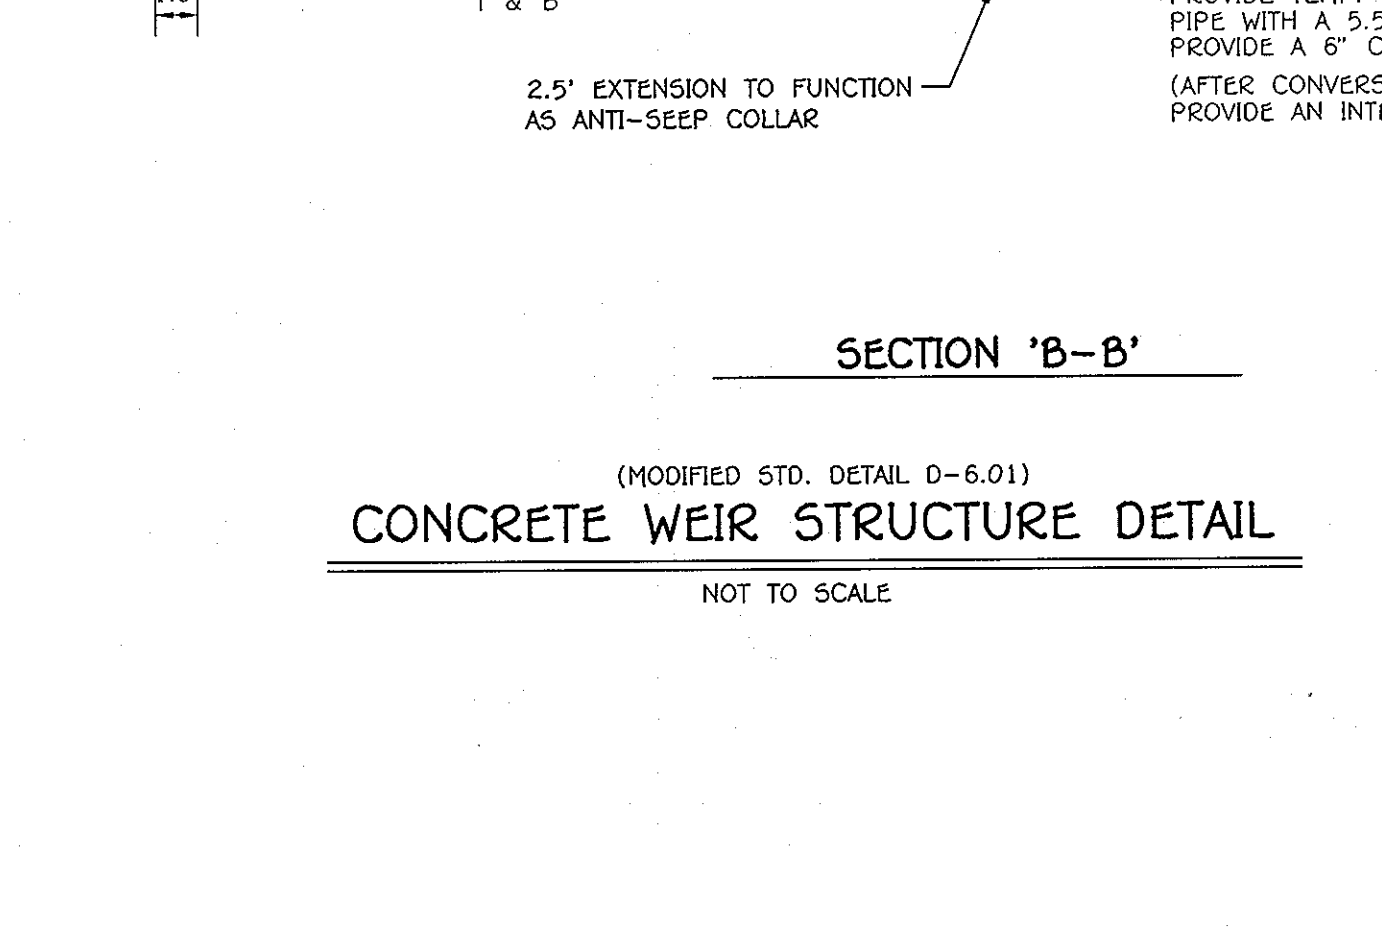 T & B
PIPE WITH A 5.5
PROVIDE A 6"
2.5' EXTENSION TO FUNCTION
AS ANTI-SEEP COLLAR
(AFTER CONVERS
PROVIDE AN INT
SECTION 'B-B'
(MODIFIED STD. DETAIL D-6.01)
CONCRETE WEIR STRUCTURE DETAIL
NOT TO SCALE